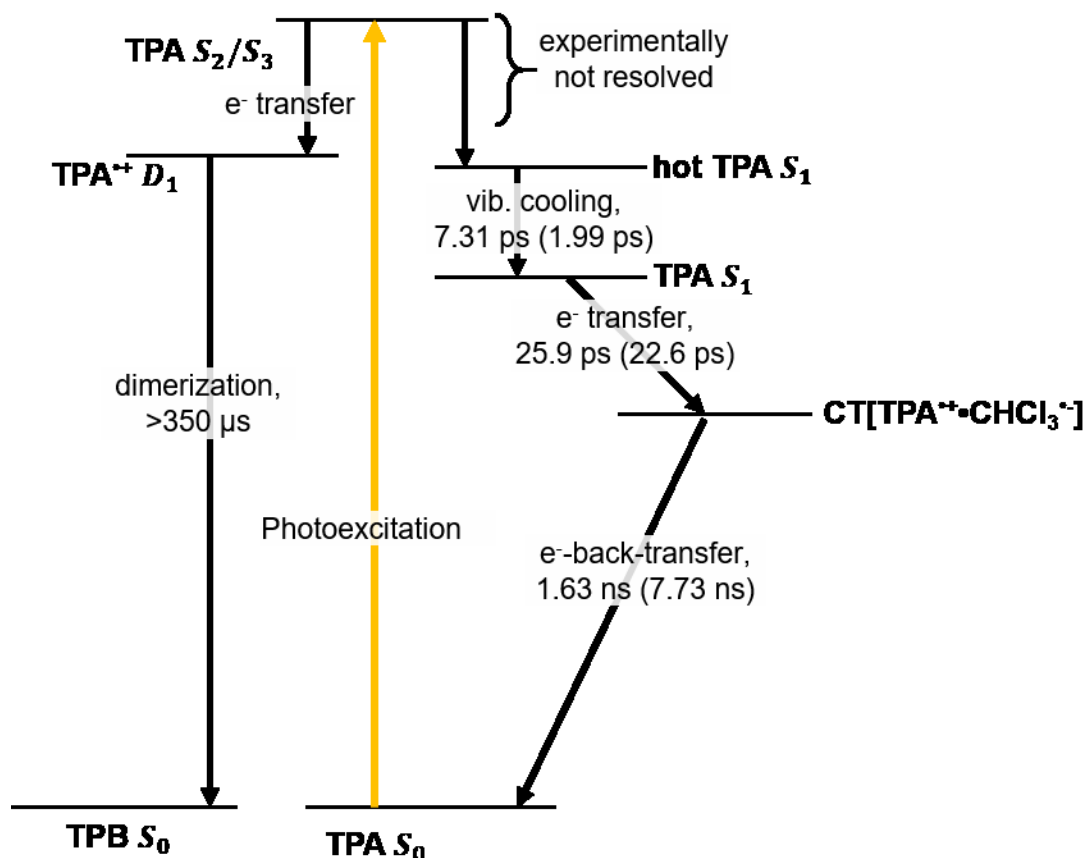 TPA S₂/S₃
experimentally
not resolved
e⁻ transfer
TPA•⁺ D₁
hot TPA S₁
vib. cooling,
7.31 ps (1.99 ps)
TPA S₁
e⁻ transfer,
25.9 ps (22.6 ps)
dimerization,
>350 µs
CT[TPA•⁺•CHCl₃•⁻]
Photoexcitation
e⁻-back-transfer,
1.63 ns (7.73 ns)
TPB S₀
TPA S₀